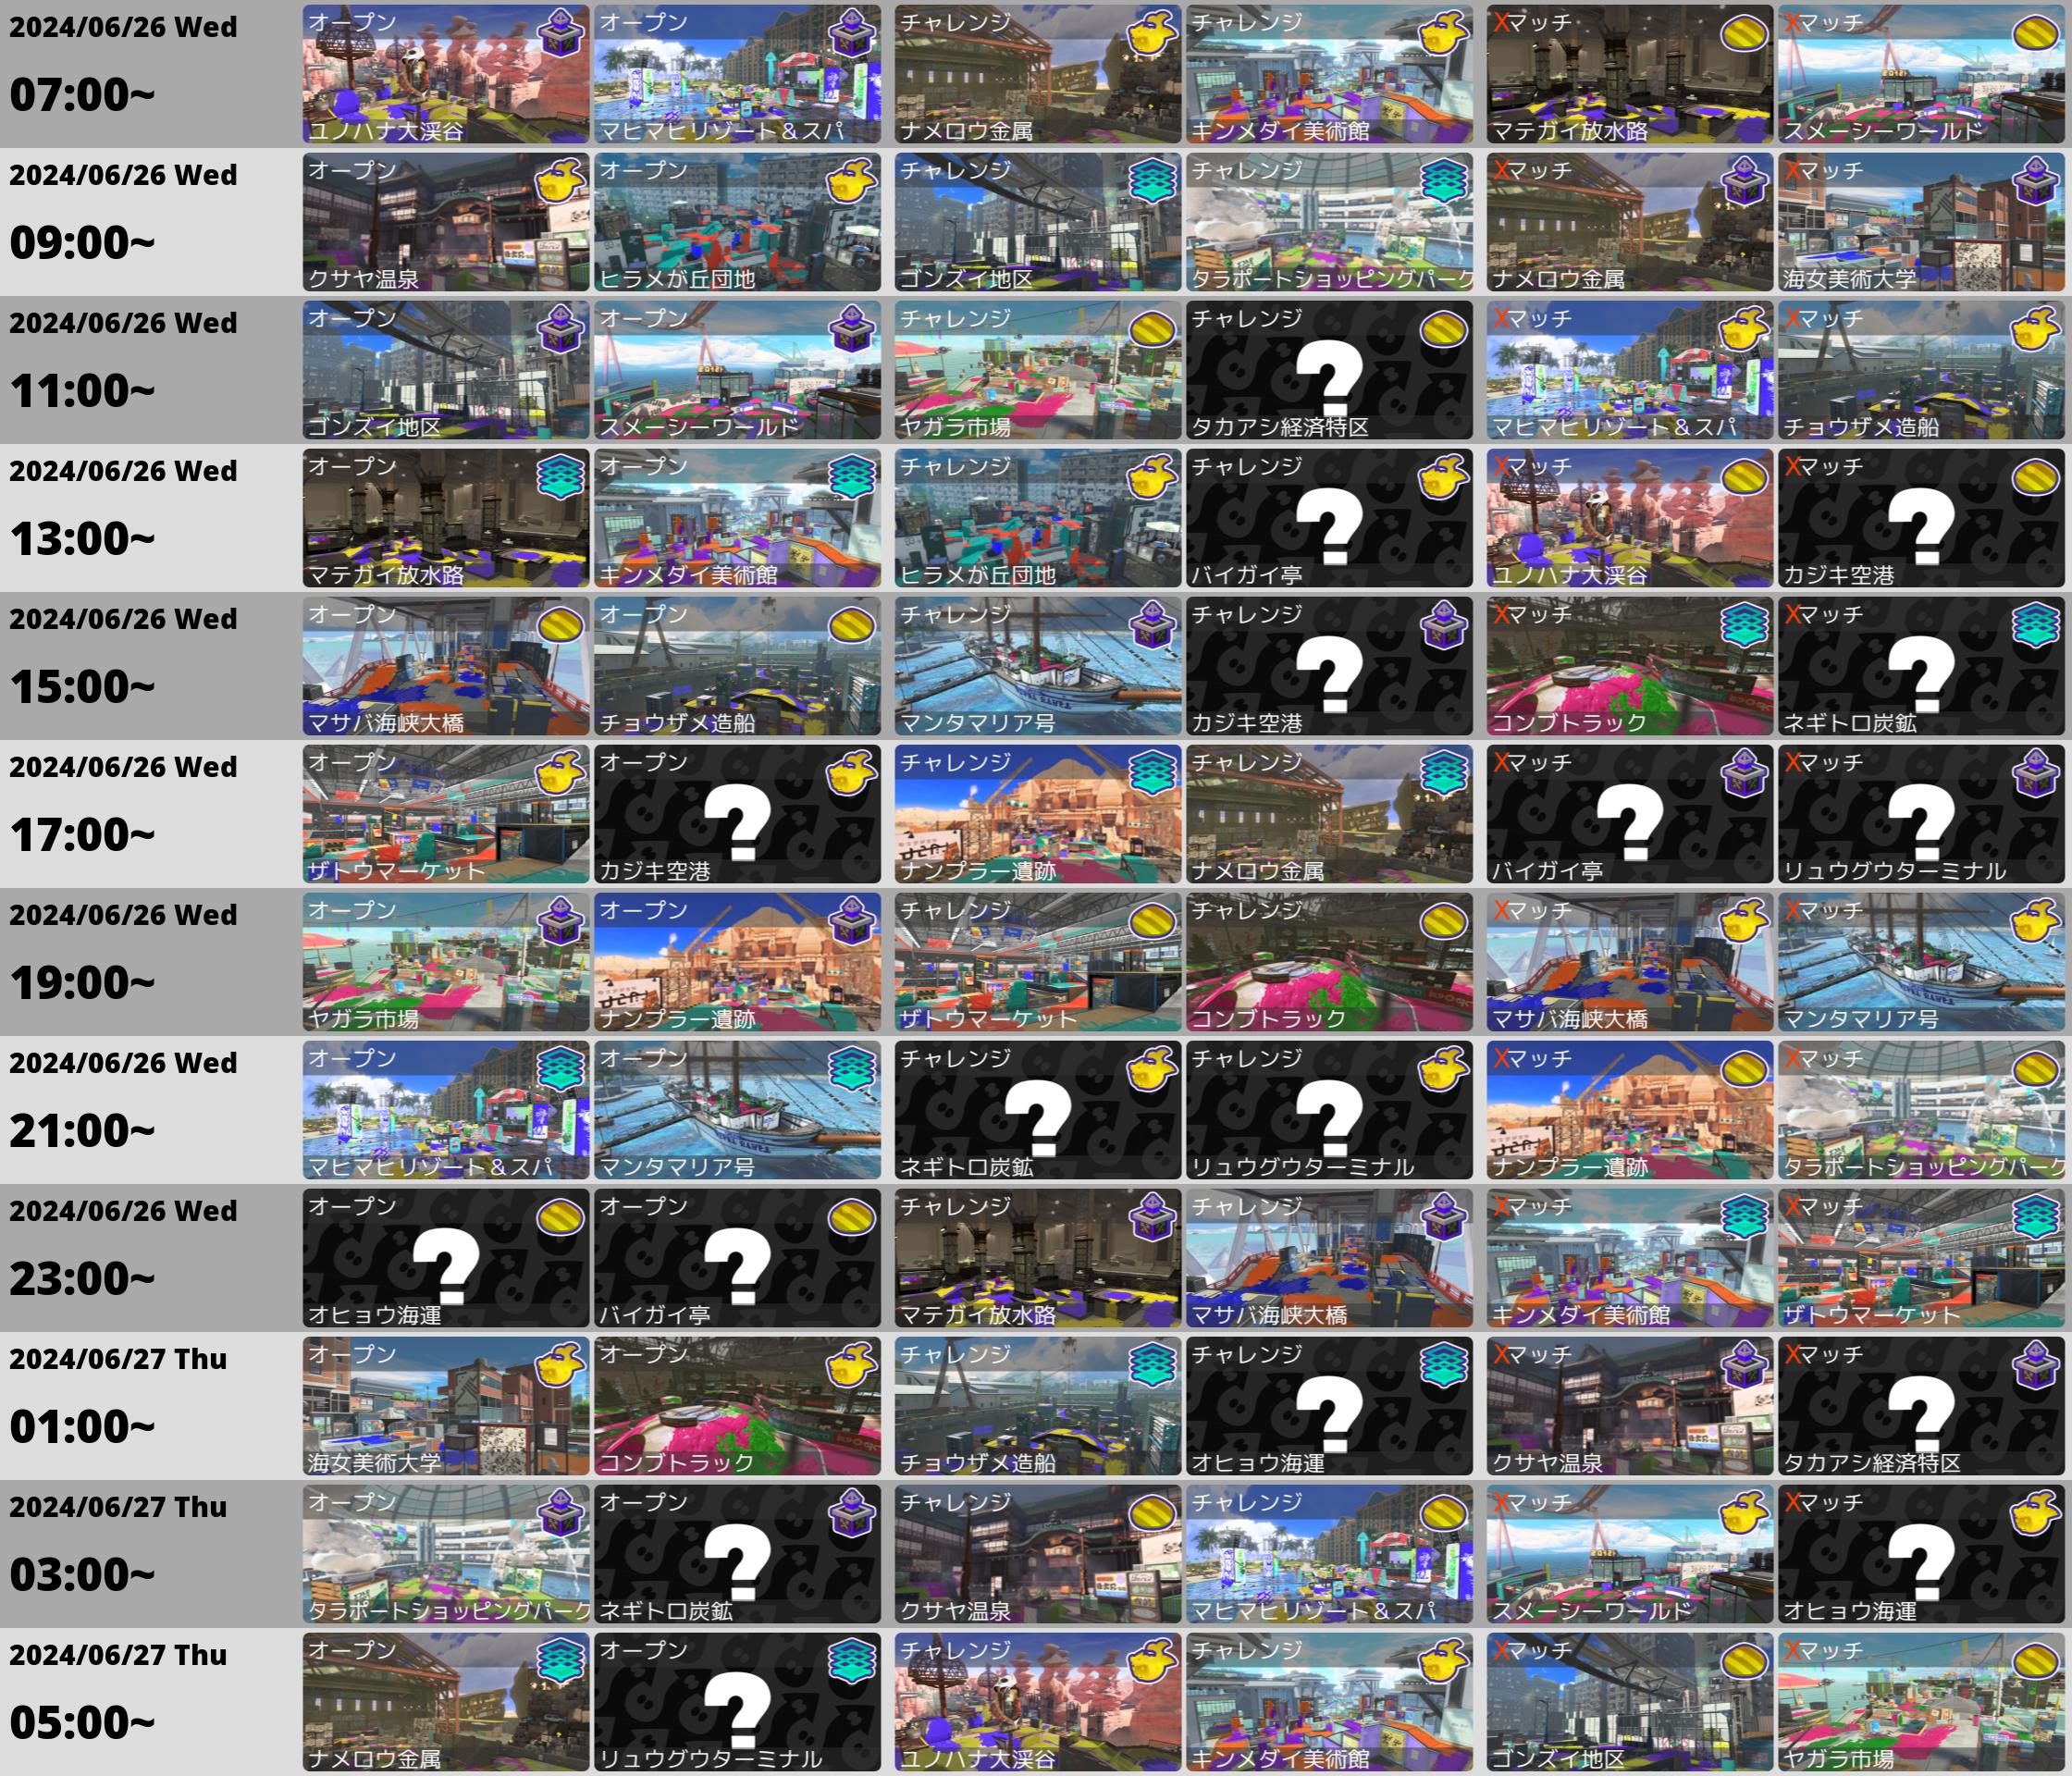 2024/06/26 Wed
07:00~
オープン オープン チャレンジ チャレンジ Xマッチ Xマッチ
ユノハナ大渓谷 マヒマヒリゾート＆スパ ナメロウ金属 キンメダイ美術館 マテガイ放水路 スメーシーワールド
2024/06/26 Wed
09:00~
オープン オープン チャレンジ チャレンジ Xマッチ Xマッチ
クサヤ温泉 ヒラメが丘団地 ゴンズイ地区 タラポートショッピングパーク ナメロウ金属 海女美術大学
2024/06/26 Wed
11:00~
オープン オープン チャレンジ チャレンジ Xマッチ Xマッチ
ゴンズイ地区 スメーシーワールド ヤガラ市場 タカアシ経済特区 マヒマヒリゾート＆スパ チョウザメ造船
2024/06/26 Wed
13:00~
オープン オープン チャレンジ チャレンジ Xマッチ Xマッチ
マテガイ放水路 キンメダイ美術館 ヒラメが丘団地 バイガイ亭 ユノハナ大渓谷 カジキ空港
2024/06/26 Wed
15:00~
オープン オープン チャレンジ チャレンジ Xマッチ Xマッチ
マサバ海峡大橋 チョウザメ造船 マンタマリア号 カジキ空港 コンブトラック ネギトロ炭鉱
2024/06/26 Wed
17:00~
オープン オープン チャレンジ チャレンジ Xマッチ Xマッチ
ザトウマーケット カジキ空港 ナンプラー遺跡 ナメロウ金属 バイガイ亭 リュウグウターミナル
2024/06/26 Wed
19:00~
オープン オープン チャレンジ チャレンジ Xマッチ Xマッチ
ヤガラ市場 ナンプラー遺跡 ザトウマーケット コンブトラック マサバ海峡大橋 マンタマリア号
2024/06/26 Wed
21:00~
オープン オープン チャレンジ チャレンジ Xマッチ Xマッチ
マヒマヒリゾート＆スパ マンタマリア号 ネギトロ炭鉱 リュウグウターミナル ナンプラー遺跡 タラポートショッピングパーク
2024/06/26 Wed
23:00~
オープン オープン チャレンジ チャレンジ Xマッチ Xマッチ
オヒョウ海運 バイガイ亭 マテガイ放水路 マサバ海峡大橋 キンメダイ美術館 ザトウマーケット
2024/06/27 Thu
01:00~
オープン オープン チャレンジ チャレンジ Xマッチ Xマッチ
海女美術大学 コンブトラック チョウザメ造船 オヒョウ海運 クサヤ温泉 タカアシ経済特区
2024/06/27 Thu
03:00~
オープン オープン チャレンジ チャレンジ Xマッチ Xマッチ
タラポートショッピングパーク ネギトロ炭鉱 クサヤ温泉 マヒマヒリゾート＆スパ スメーシーワールド オヒョウ海運
2024/06/27 Thu
05:00~
オープン オープン チャレンジ チャレンジ Xマッチ Xマッチ
ナメロウ金属 リュウグウターミナル ユノハナ大渓谷 キンメダイ美術館 ゴンズイ地区 ヤガラ市場